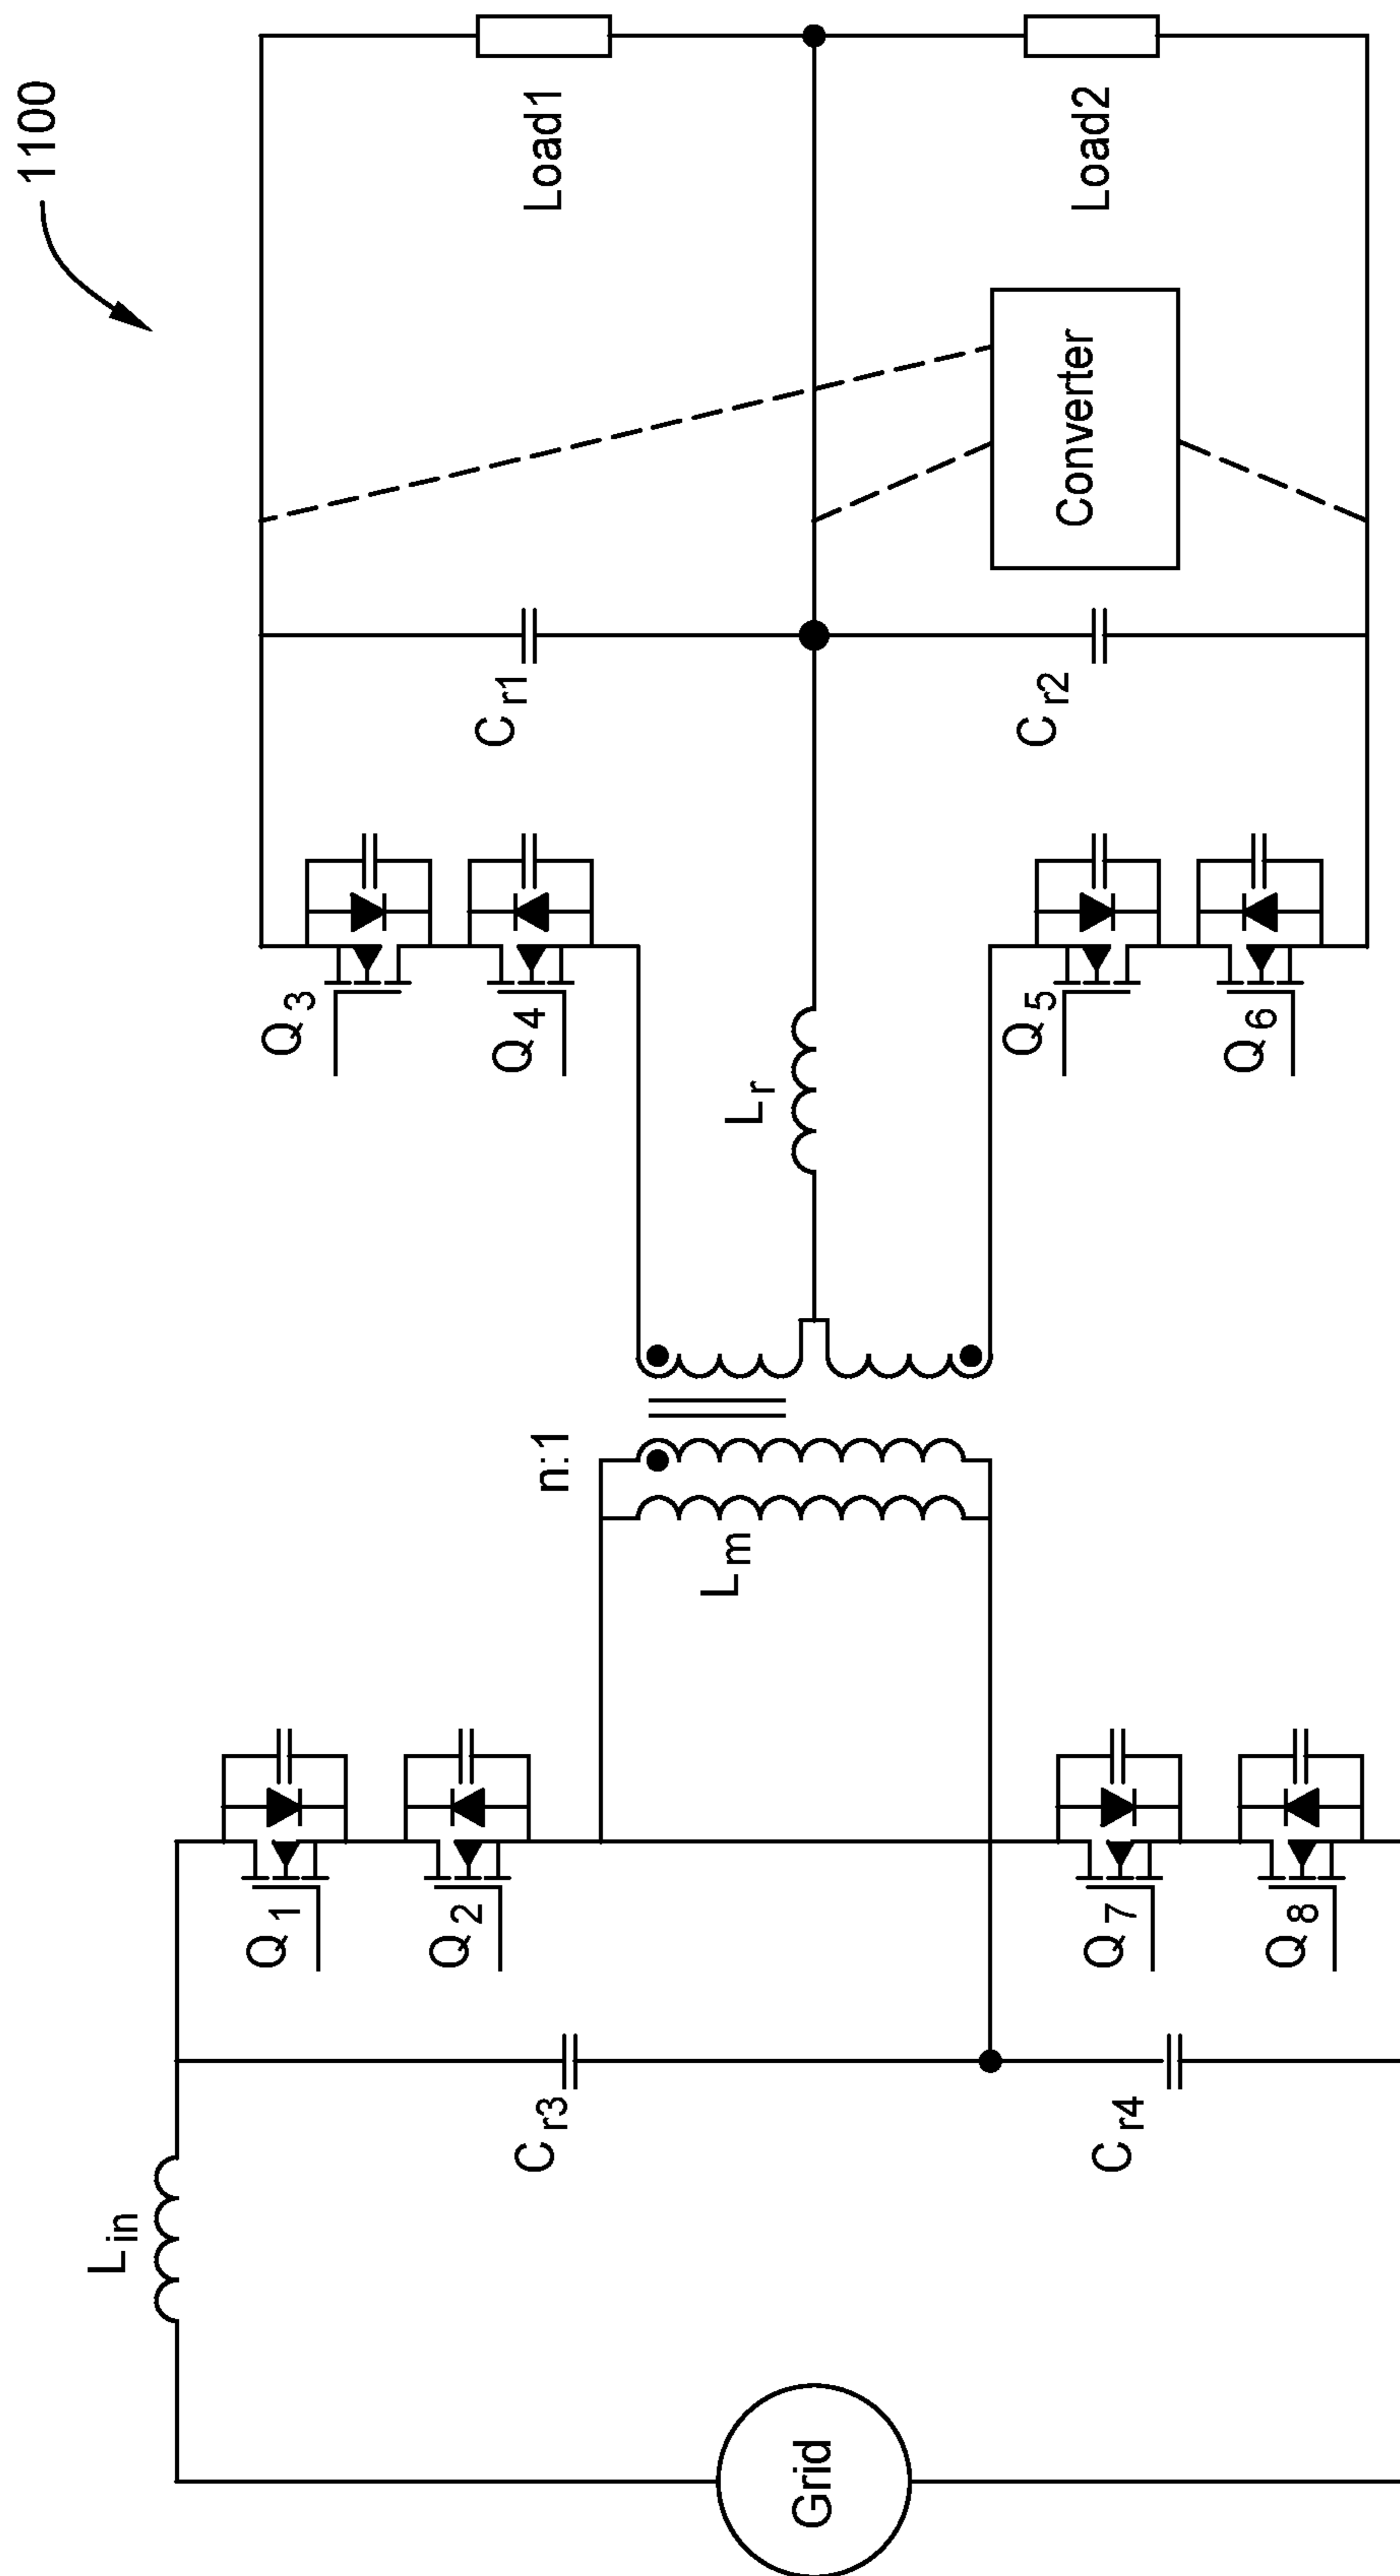 1100
Grid
L in
C r3
C r4
Q 1
Q 2
Q 7
Q 8
L m
n:1
L r
Q 3
Q 4
Q 5
Q 6
C r1
C r2
Converter
Load1
Load2